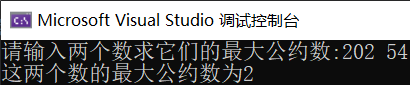 Microsoft Visual Studio 调试控制台
请输入两个数求它们的最大公约数:202 54
这两个数的最大公约数为2